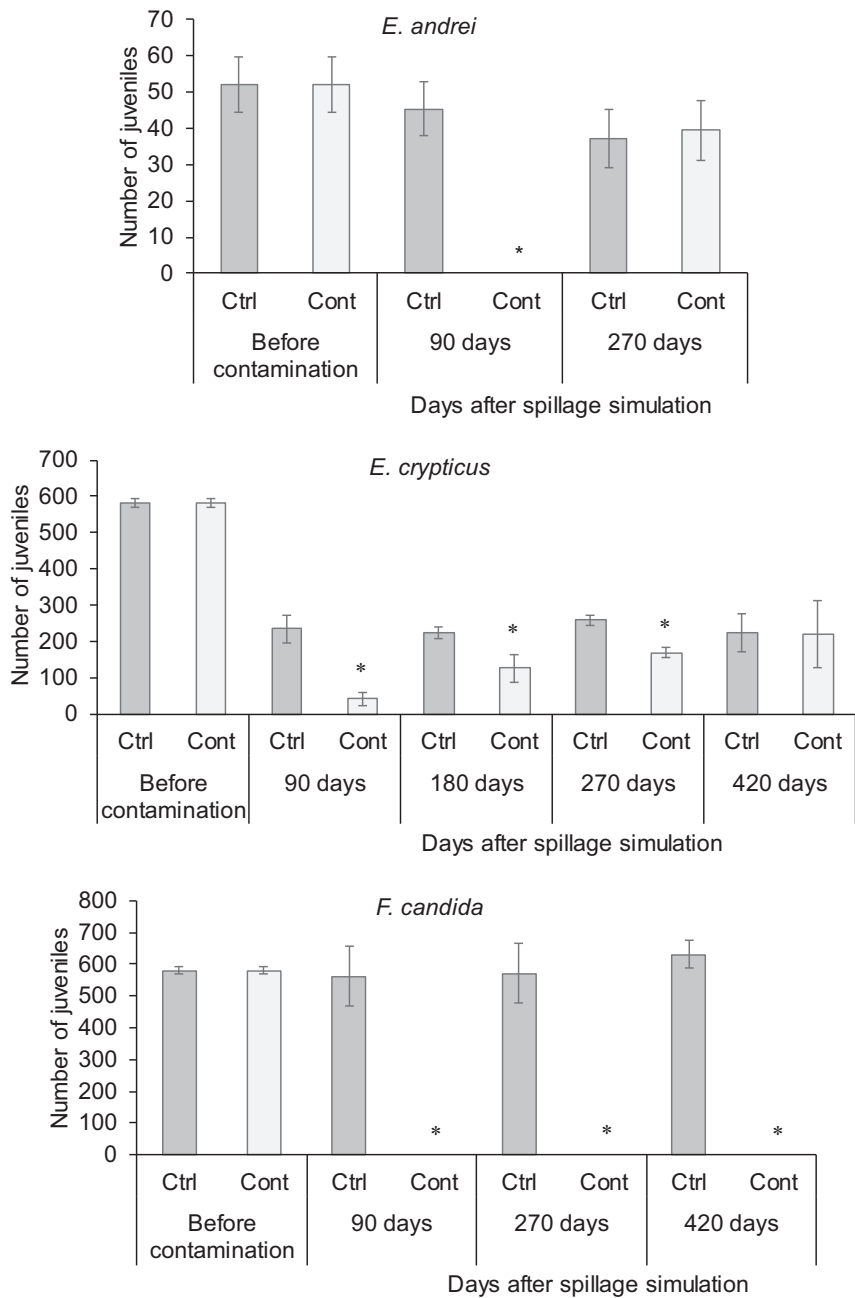 E. andrei
Number of juveniles
70
60
50
40
30
20
10
0
*
Ctrl Cont Ctrl Cont Ctrl Cont
Before contamination 90 days 270 days
Days after spillage simulation
E. crypticus
Number of juveniles
700
600
500
400
300
200
100
0
* * *
Ctrl Cont Ctrl Cont Ctrl Cont Ctrl Cont Ctrl Cont
Before contamination 90 days 180 days 270 days 420 days
Days after spillage simulation
F. candida
Number of juveniles
800
700
600
500
400
300
200
100
0
* * *
Ctrl Cont Ctrl Cont Ctrl Cont Ctrl Cont
Before contamination 90 days 270 days 420 days
Days after spillage simulation